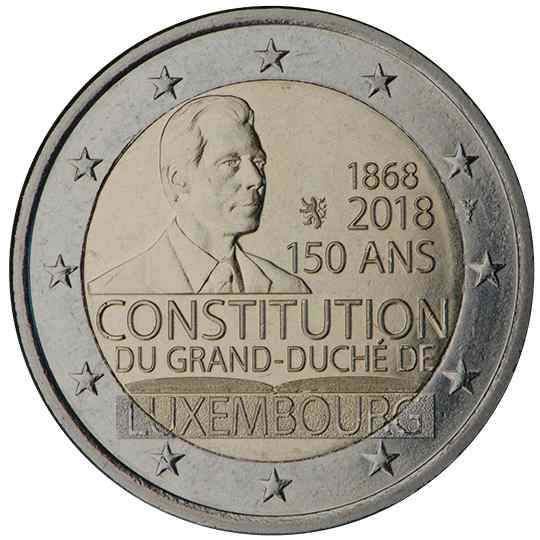 1868
2018
150 ANS
CONSTITUTION
DU GRAND-DUCHÉ DE
LUXEMBOURG